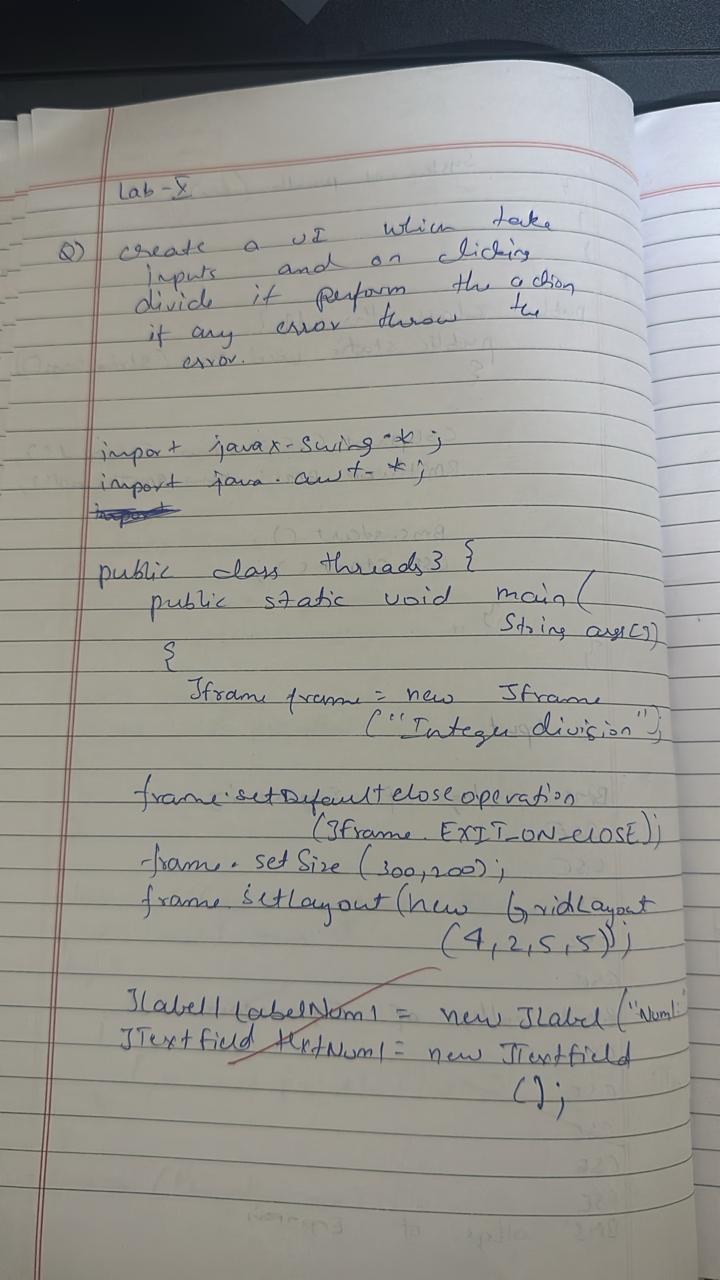 Lab - X
Q) create a UI which take
inputs and on clicking
divide it perform the action
if any error throw the
error.
import javax.swing.*;
import java.awt.*;
public class threads3 {
public static void main(
String args[])
{
Jframe frame = new Jframe
("Integer division");
frame.setDefaultcloseoperation
(Jframe.EXIT_ON_CLOSE);
frame.setSize (300,200);
frame.setLayout(new GridLayout
(4,2,5,5));
Jlabel1 LabelNum1 = new JLabel("Num1:"
JTextfield txtNum1 = new JTextfield
();